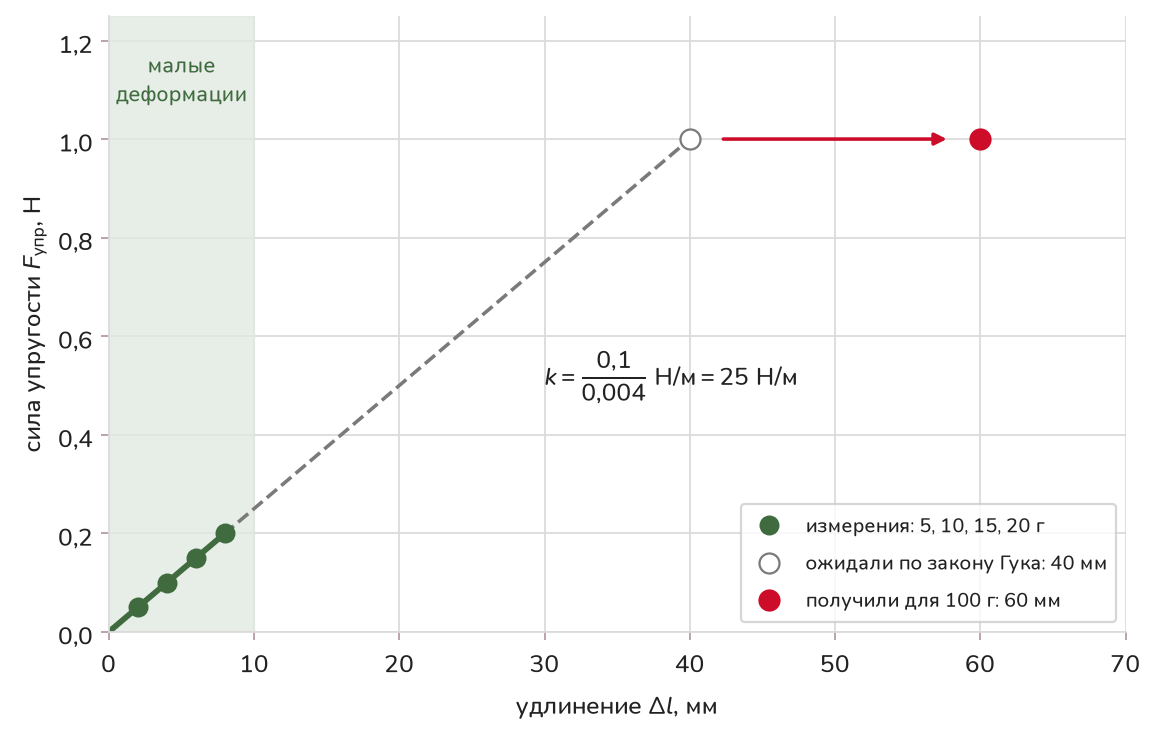 1,2
1,0
0,8
0,6
0,4
0,2
0,0
сила упругости Fупр, Н
малые
деформации
k = 0,1/0,004 Н/м = 25 Н/м
измерения: 5, 10, 15, 20 г
ожидали по закону Гука: 40 мм
получили для 100 г: 60 мм
0 10 20 30 40 50 60 70
удлинение Δl, мм